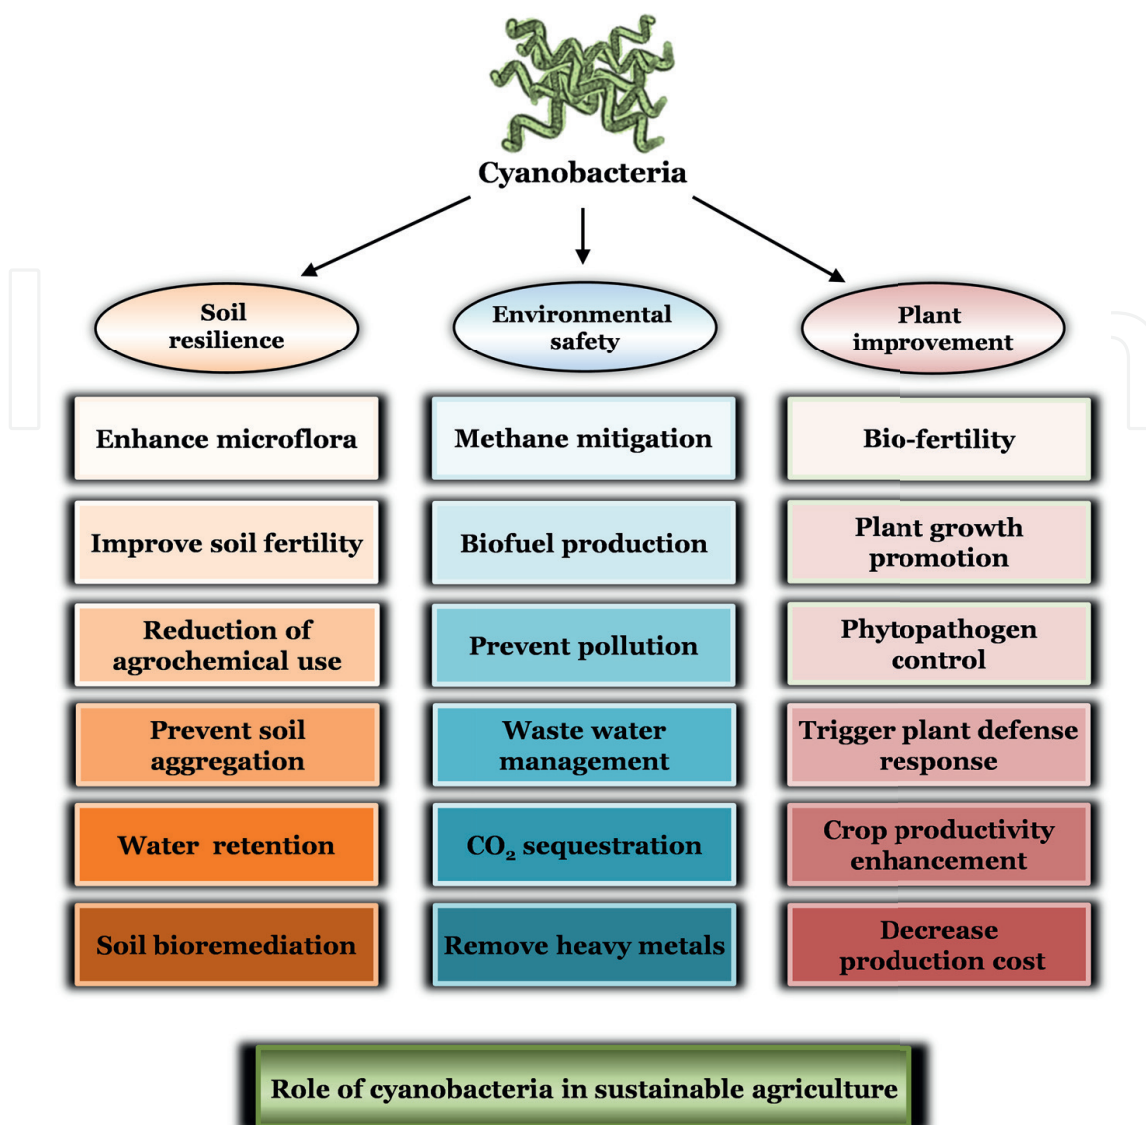 Cyanobacteria
Soil
resilience
Environmental
safety
Plant
improvement
Enhance microflora
Improve soil fertility
Reduction of
agrochemical use
Prevent soil
aggregation
Water retention
Soil bioremediation
Methane mitigation
Biofuel production
Prevent pollution
Waste water
management
CO₂ sequestration
Remove heavy metals
Bio-fertility
Plant growth
promotion
Phytopathogen
control
Trigger plant defense
response
Crop productivity
enhancement
Decrease
production cost
Role of cyanobacteria in sustainable agriculture